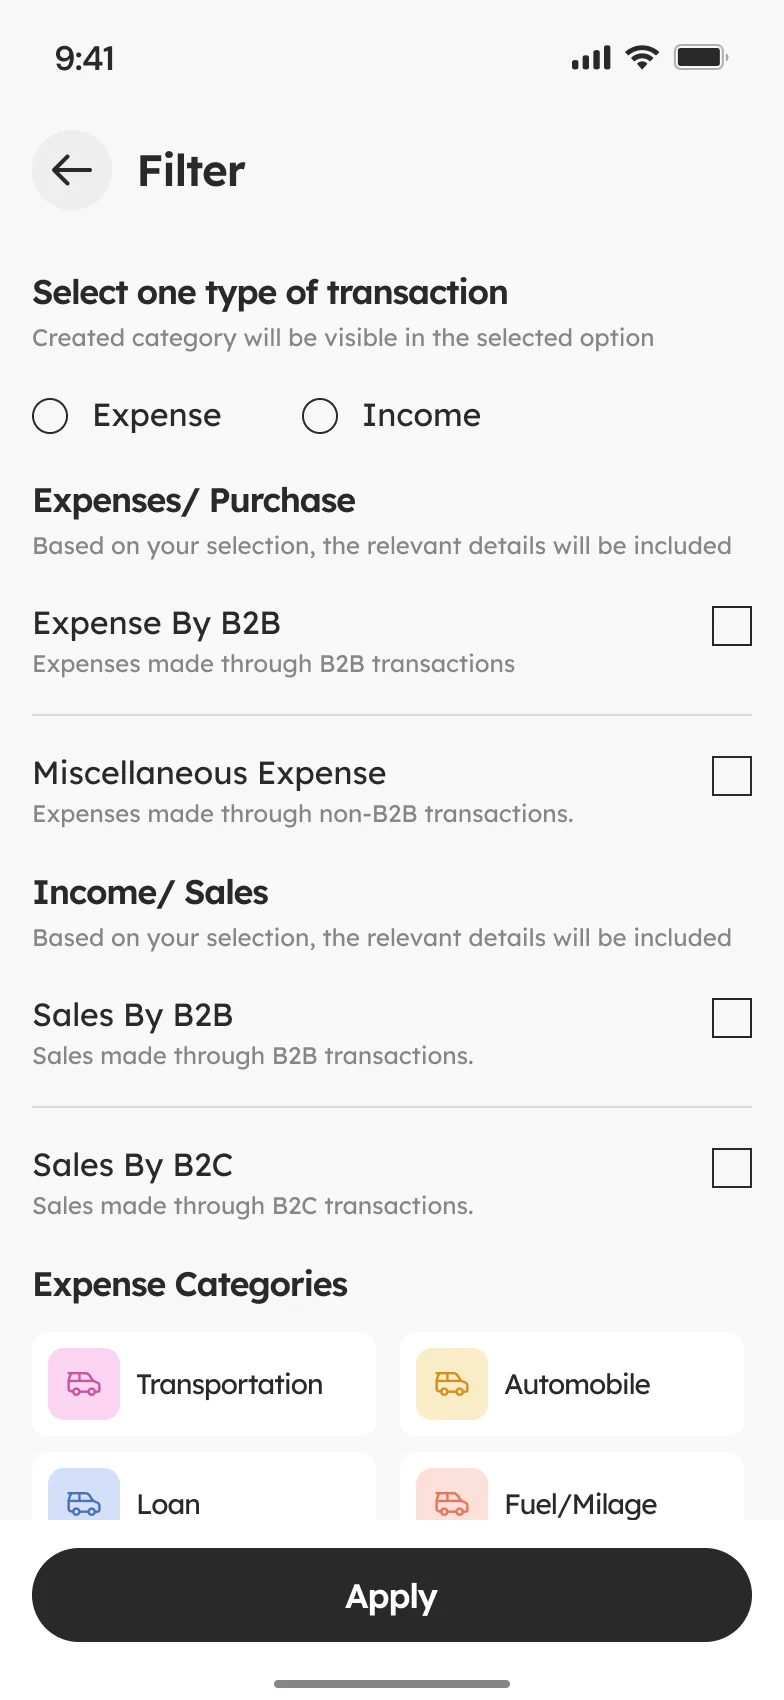 9:41
Filter
Select one type of transaction
Created category will be visible in the selected option
Expense
Income
Expenses/ Purchase
Based on your selection, the relevant details will be included
Expense By B2B
Expenses made through B2B transactions
Miscellaneous Expense
Expenses made through non-B2B transactions.
Income/ Sales
Based on your selection, the relevant details will be included
Sales By B2B
Sales made through B2B transactions.
Sales By B2C
Sales made through B2C transactions.
Expense Categories
Transportation
Automobile
Loan
Fuel/Milage
Apply